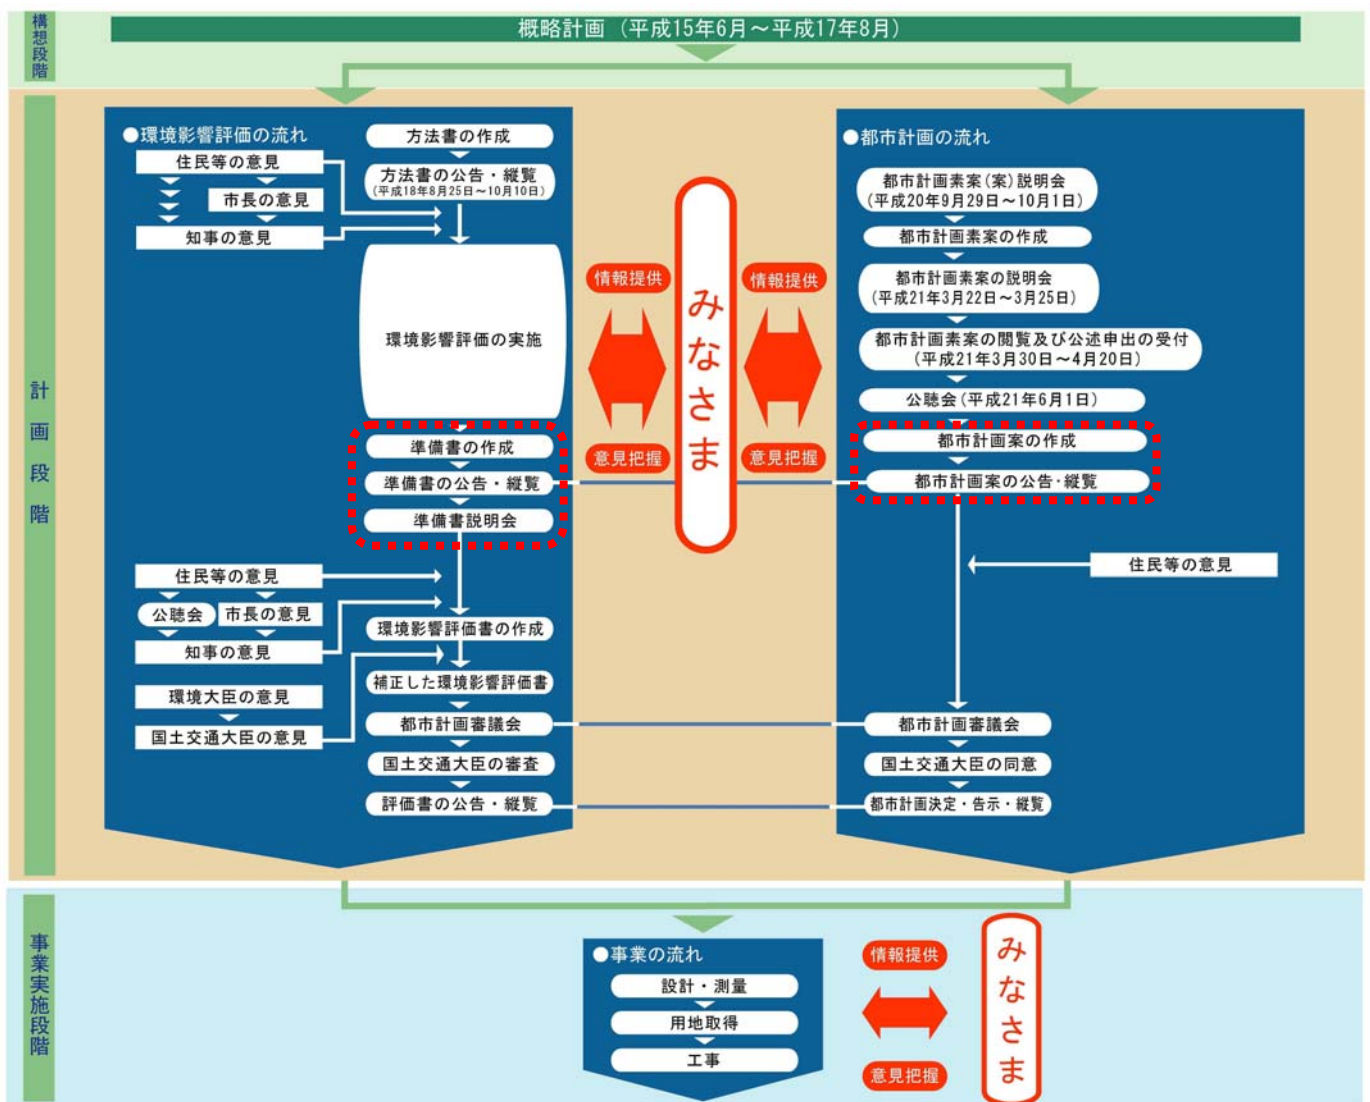 構想段階
概略計画（平成15年6月～平成17年8月）
計画段階
●環境影響評価の流れ
方法書の作成
住民等の意見
方法書の公告・縦覧
(平成18年8月25日～10月10日)
市長の意見
知事の意見
環境影響評価の実施
準備書の作成
準備書の公告・縦覧
準備書説明会
住民等の意見
公聴会
市長の意見
環境影響評価書の作成
知事の意見
補正した環境影響評価書
環境大臣の意見
都市計画審議会
国土交通大臣の意見
国土交通大臣の審査
評価書の公告・縦覧
情報提供
意見把握
みなさま
情報提供
意見把握
●都市計画の流れ
都市計画素案(案)説明会
(平成20年9月29日～10月1日)
都市計画素案の作成
都市計画素案の説明会
(平成21年3月22日～3月25日)
都市計画素案の閲覧及び公述申出の受付
(平成21年3月30日～4月20日)
公聴会(平成21年6月1日)
都市計画案の作成
都市計画案の公告・縦覧
住民等の意見
都市計画審議会
国土交通大臣の同意
都市計画決定・告示・縦覧
事業実施段階
●事業の流れ
設計・測量
用地取得
工事
情報提供
意見把握
みなさま